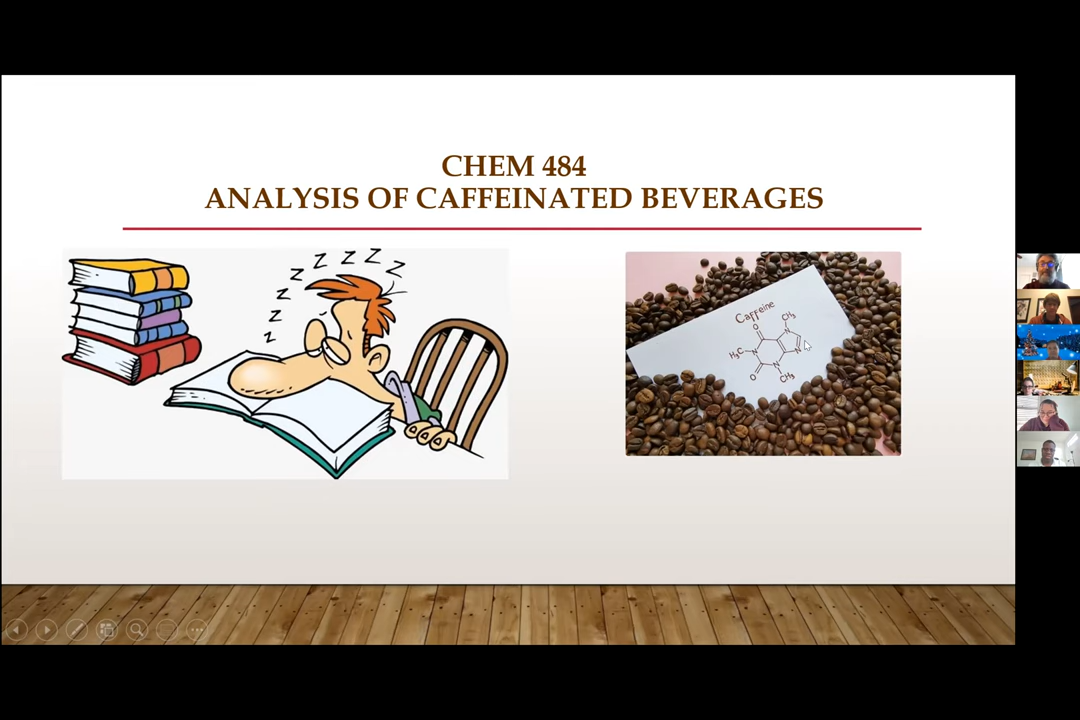 CHEM 484
ANALYSIS OF CAFFEINATED BEVERAGES
Z Z Z Z Z Z Z Z
Caffeine
O
CH₃
N
H₃C
N
N
O
N
CH₃